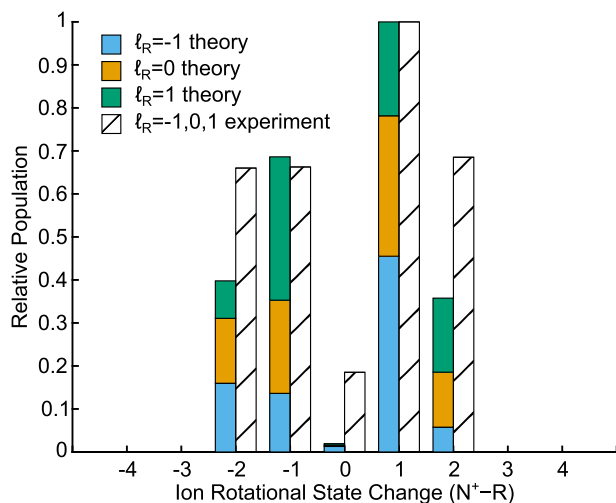 1
0.9
0.8
0.7
0.6
0.5
0.4
0.3
0.2
0.1
0
Relative Population
ℓR=-1 theory
ℓR=0 theory
ℓR=1 theory
ℓR=-1,0,1 experiment
-4 -3 -2 -1 0 1 2 3 4
Ion Rotational State Change (N⁺−R)